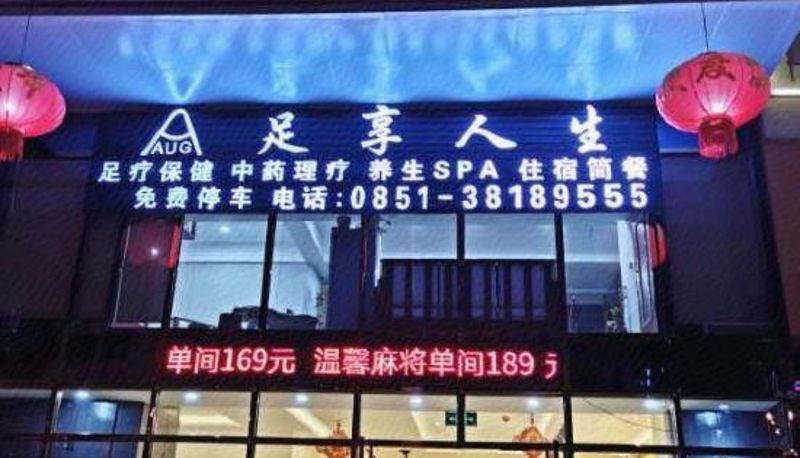 AUG
足享人生
足疗保健 中药理疗 养生SPA 住宿简餐
免费停车 电话:0851-38189555
单间169元 温馨麻将单间189